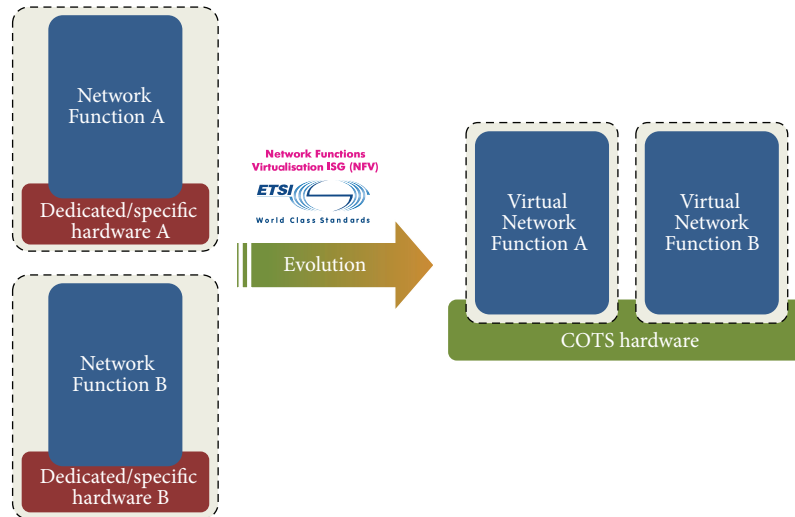 Network
Function A
Dedicated/specific
hardware A
Network
Function B
Dedicated/specific
hardware B
Network Functions
Virtualisation ISG (NFV)
ETSI
World Class Standards
Evolution
Virtual
Network
Function A
Virtual
Network
Function B
COTS hardware